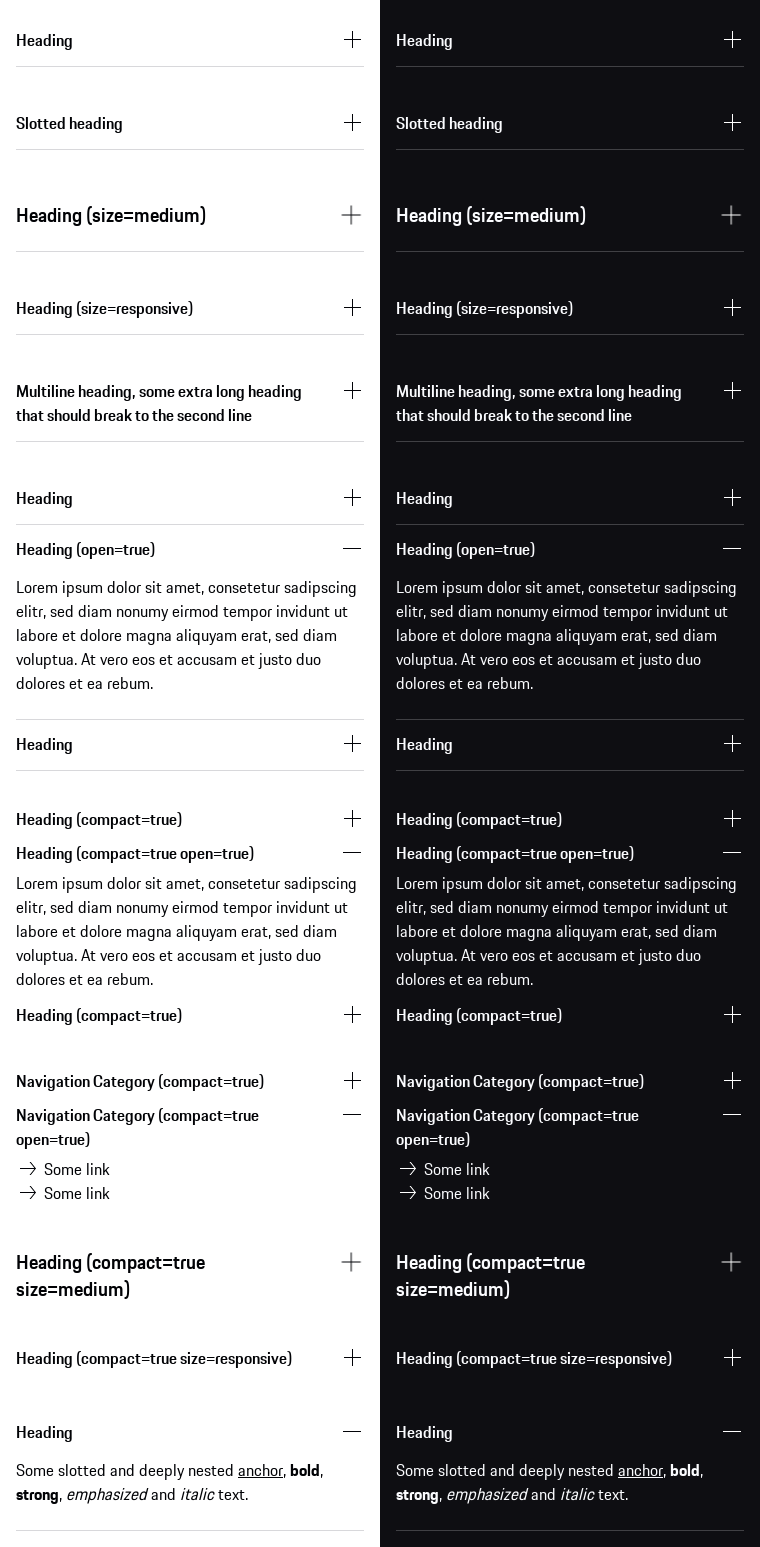 Heading
Slotted heading
Heading (size=medium)
Heading (size=responsive)
Multiline heading, some extra long heading
that should break to the second line
Heading
Heading (open=true)
Lorem ipsum dolor sit amet, consetetur sadipscing
elitr, sed diam nonumy eirmod tempor invidunt ut
labore et dolore magna aliquyam erat, sed diam
voluptua. At vero eos et accusam et justo duo
dolores et ea rebum.
Heading
Heading (compact=true)
Heading (compact=true open=true)
Lorem ipsum dolor sit amet, consetetur sadipscing
elitr, sed diam nonumy eirmod tempor invidunt ut
labore et dolore magna aliquyam erat, sed diam
voluptua. At vero eos et accusam et justo duo
dolores et ea rebum.
Heading (compact=true)
Navigation Category (compact=true)
Navigation Category (compact=true
open=true)
Some link
Some link
Heading (compact=true
size=medium)
Heading (compact=true size=responsive)
Heading
Some slotted and deeply nested anchor, bold,
strong, emphasized and italic text.
Heading
Slotted heading
Heading (size=medium)
Heading (size=responsive)
Multiline heading, some extra long heading
that should break to the second line
Heading
Heading (open=true)
Lorem ipsum dolor sit amet, consetetur sadipscing
elitr, sed diam nonumy eirmod tempor invidunt ut
labore et dolore magna aliquyam erat, sed diam
voluptua. At vero eos et accusam et justo duo
dolores et ea rebum.
Heading
Heading (compact=true)
Heading (compact=true open=true)
Lorem ipsum dolor sit amet, consetetur sadipscing
elitr, sed diam nonumy eirmod tempor invidunt ut
labore et dolore magna aliquyam erat, sed diam
voluptua. At vero eos et accusam et justo duo
dolores et ea rebum.
Heading (compact=true)
Navigation Category (compact=true)
Navigation Category (compact=true
open=true)
Some link
Some link
Heading (compact=true
size=medium)
Heading (compact=true size=responsive)
Heading
Some slotted and deeply nested anchor, bold,
strong, emphasized and italic text.